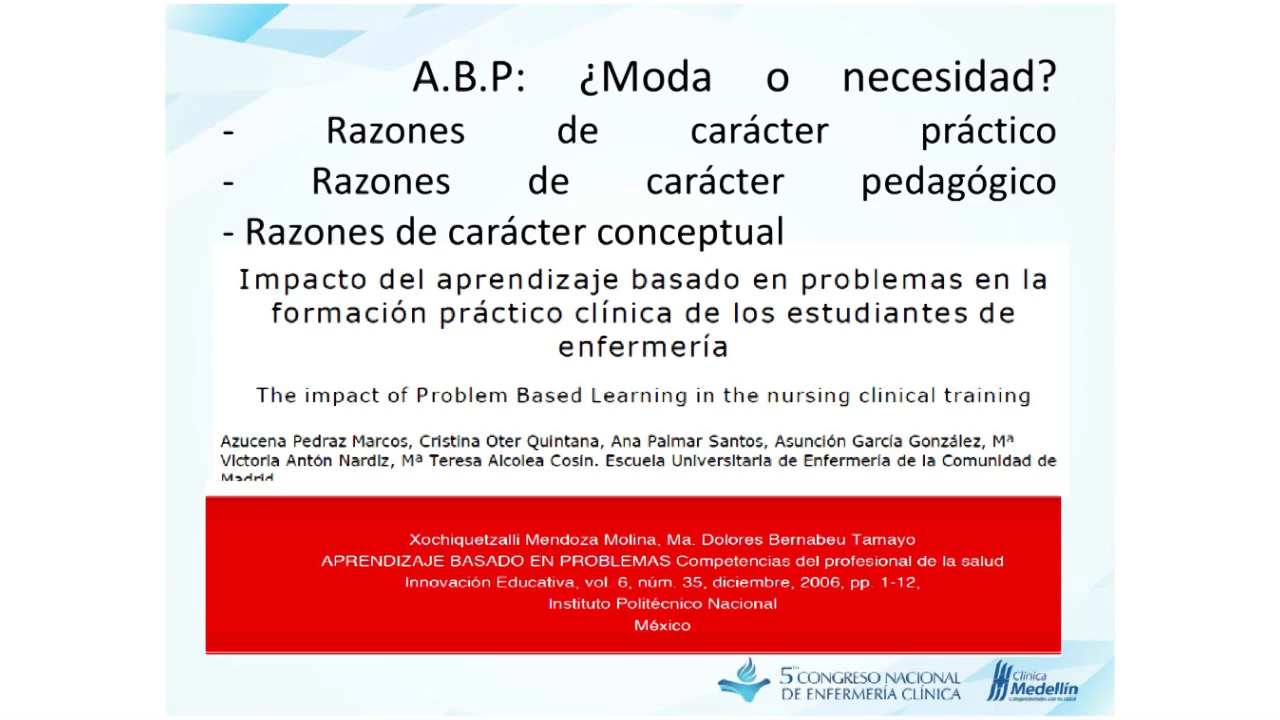 A.B.P: ¿Moda o necesidad?
- Razones de carácter práctico
- Razones de carácter pedagógico
- Razones de carácter conceptual
Impacto del aprendizaje basado en problemas en la
formación práctico clínica de los estudiantes de
enfermería
The impact of Problem Based Learning in the nursing clinical training
Azucena Pedraz Marcos, Cristina Oter Quintana, Ana Palmar Santos, Asunción García González, Mª
Victoria Antón Nardiz, Mª Teresa Alcolea Cosin. Escuela Universitaria de Enfermería de la Comunidad de
Madrid
Xochiquetzalli Mendoza Molina, Ma. Dolores Bernabeu Tamayo
APRENDIZAJE BASADO EN PROBLEMAS Competencias del profesional de la salud
Innovación Educativa, vol. 6, núm. 35, diciembre, 2006, pp. 1-12,
Instituto Politécnico Nacional
México
5to CONGRESO NACIONAL
DE ENFERMERÍA CLÍNICA
Clínica
Medellín